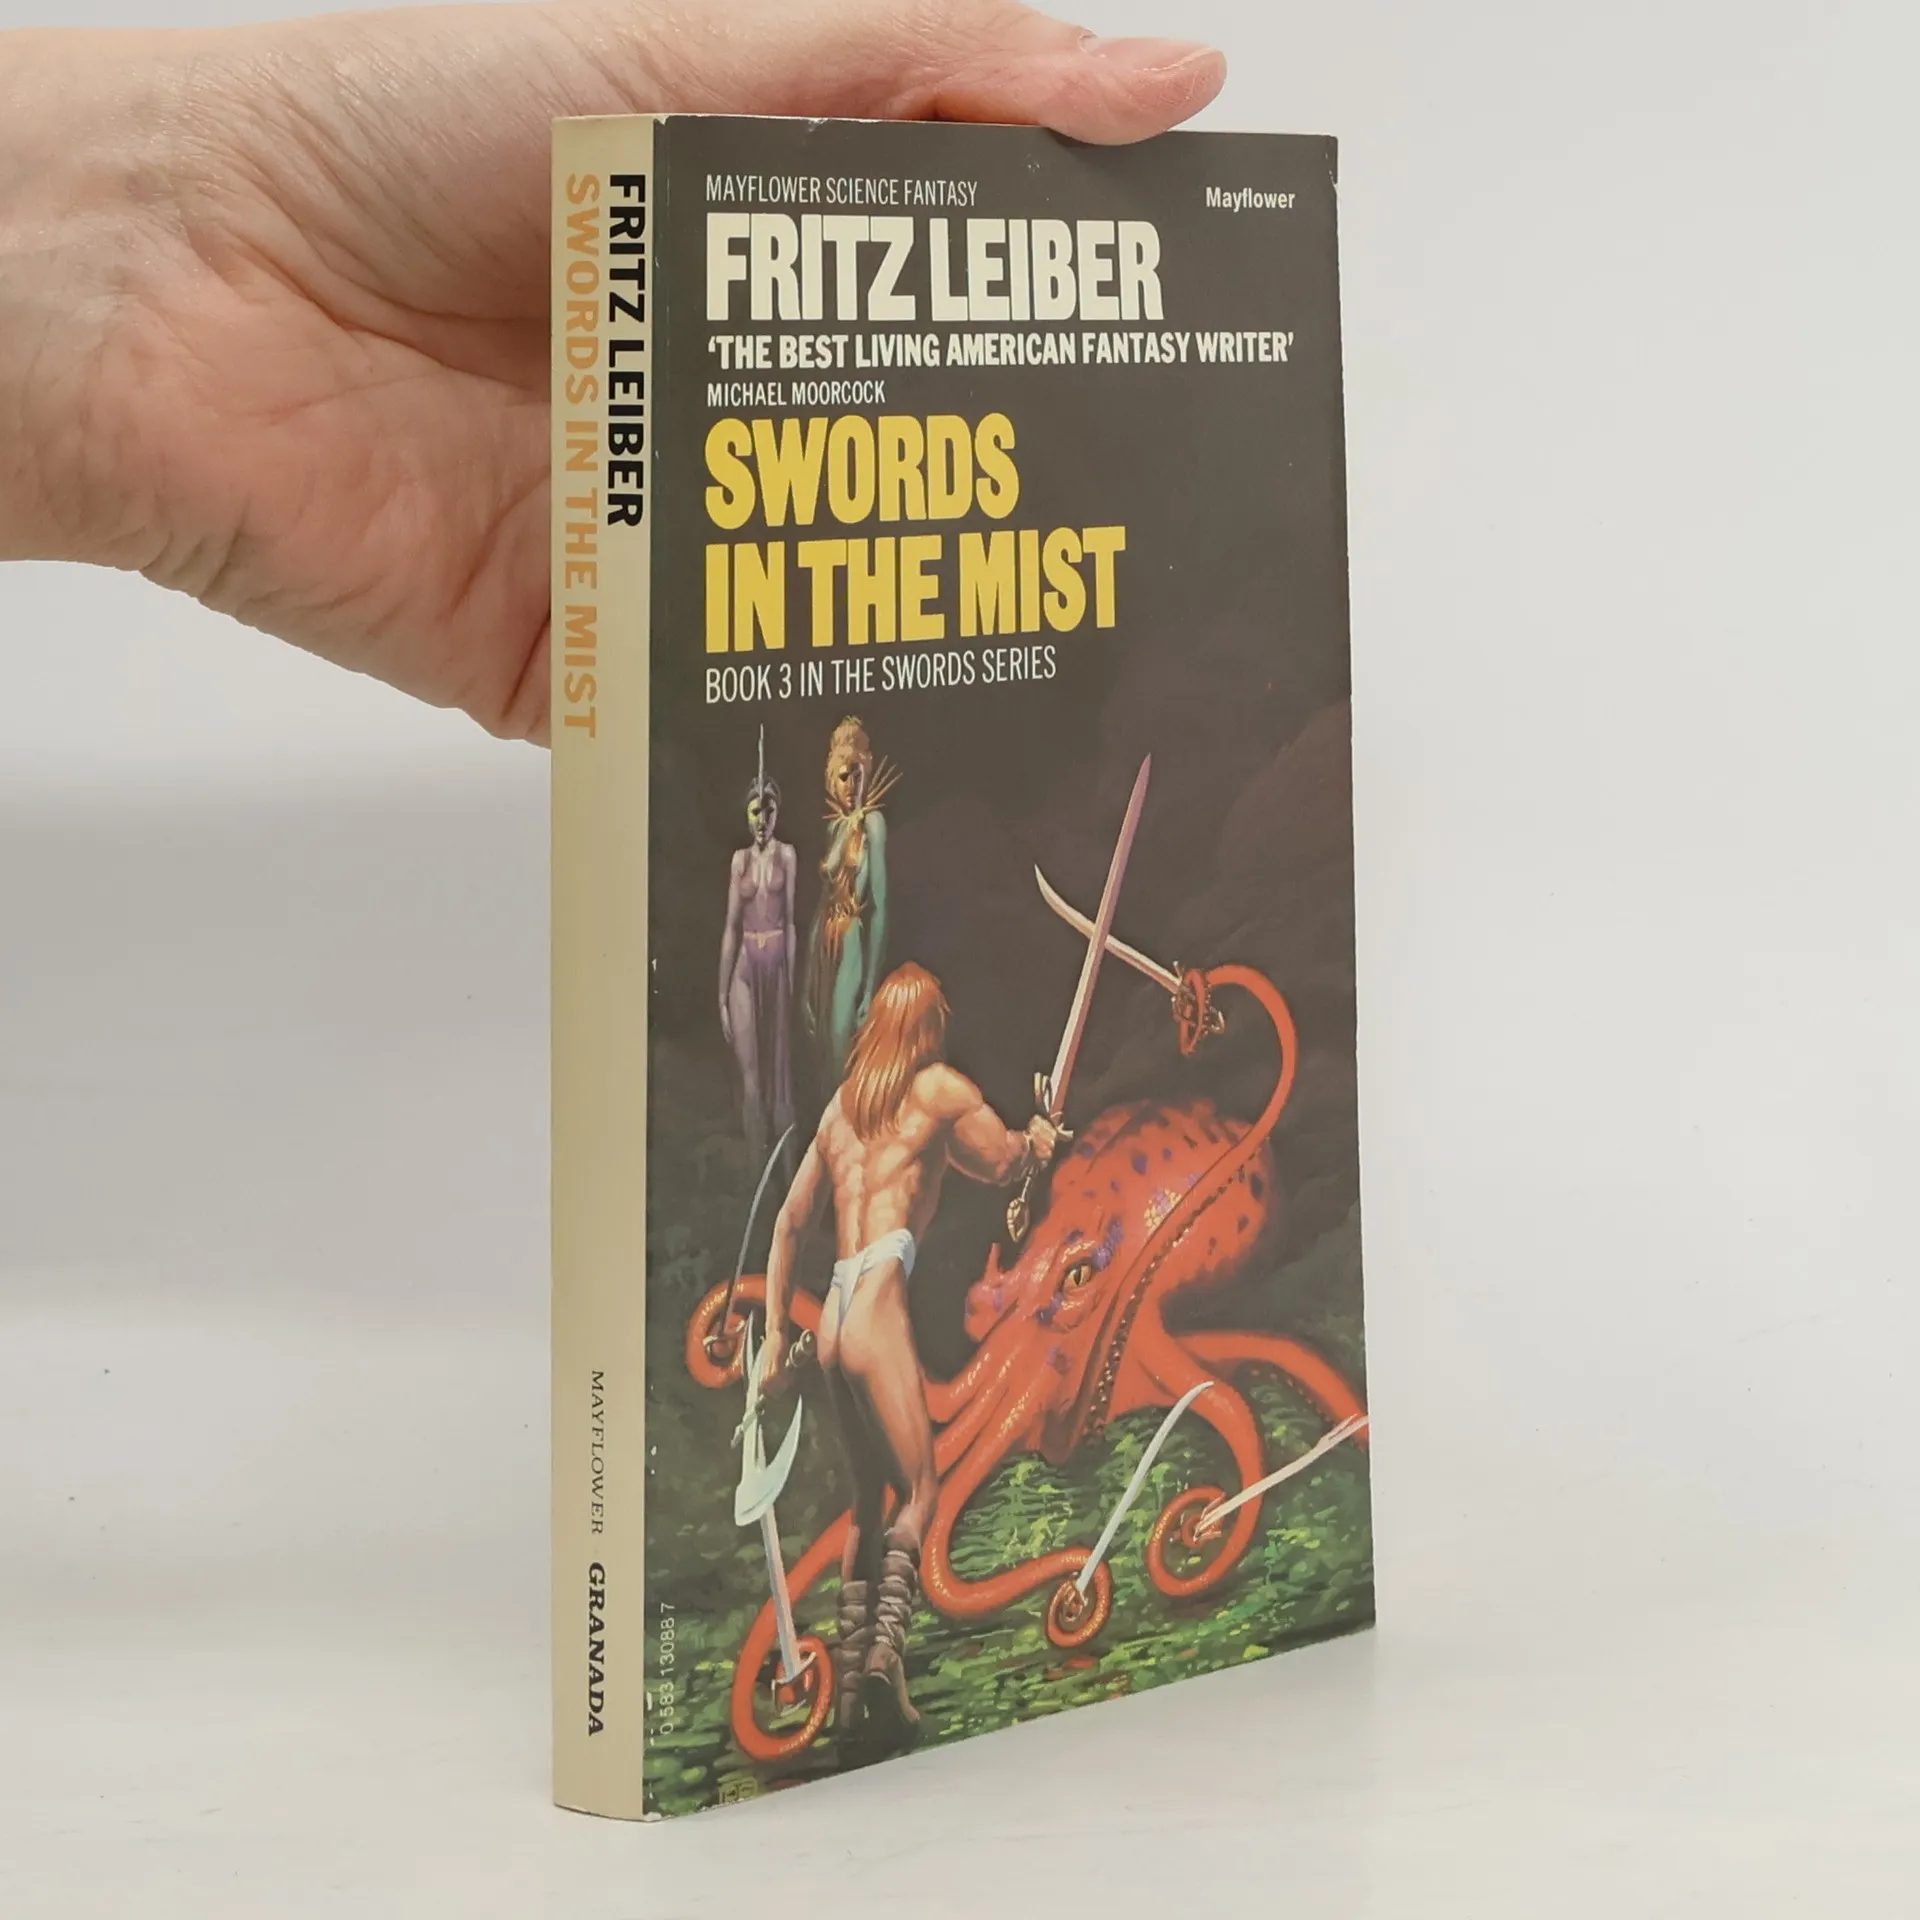 FRITZ LEIBER
SWORDS IN THE MIST
MAYFLOWER GRANADA
MAYFLOWER SCIENCE FANTASY
Mayflower
FRITZ LEIBER
‘THE BEST LIVING AMERICAN FANTASY WRITER’
MICHAEL MOORCOCK
SWORDS
IN THE MIST
BOOK 3 IN THE SWORDS SERIES
0 583 13088 7